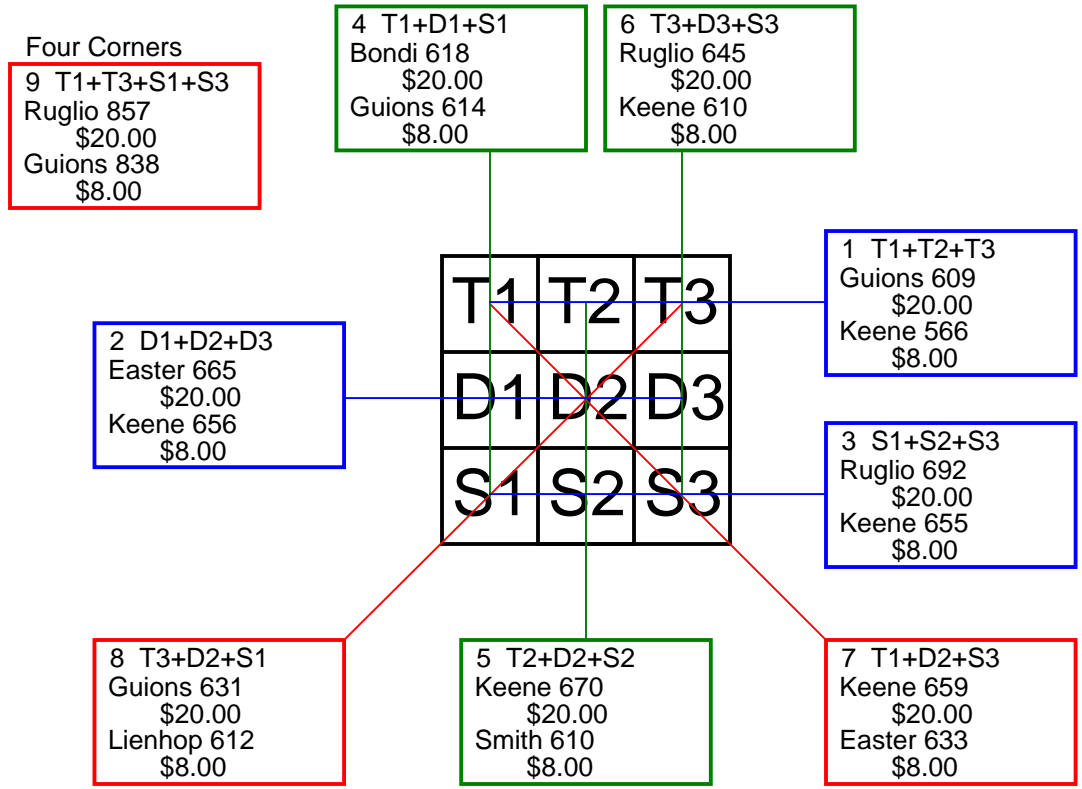 4 T1+D1+S1
Bondi 618
$20.00
Guions 614
$8.00
6 T3+D3+S3
Ruglio 645
$20.00
Keene 610
$8.00
Four Corners
9 T1+T3+S1+S3
Ruglio 857
$20.00
Guions 838
$8.00
1 T1+T2+T3
Guions 609
$20.00
Keene 566
$8.00
T1 T2 T3
2 D1+D2+D3
Easter 665
$20.00
Keene 656
$8.00
D1 D2 D3
3 S1+S2+S3
Ruglio 692
$20.00
Keene 655
$8.00
S1 S2 S3
8 T3+D2+S1
Guions 631
$20.00
Lienhop 612
$8.00
5 T2+D2+S2
Keene 670
$20.00
Smith 610
$8.00
7 T1+D2+S3
Keene 659
$20.00
Easter 633
$8.00